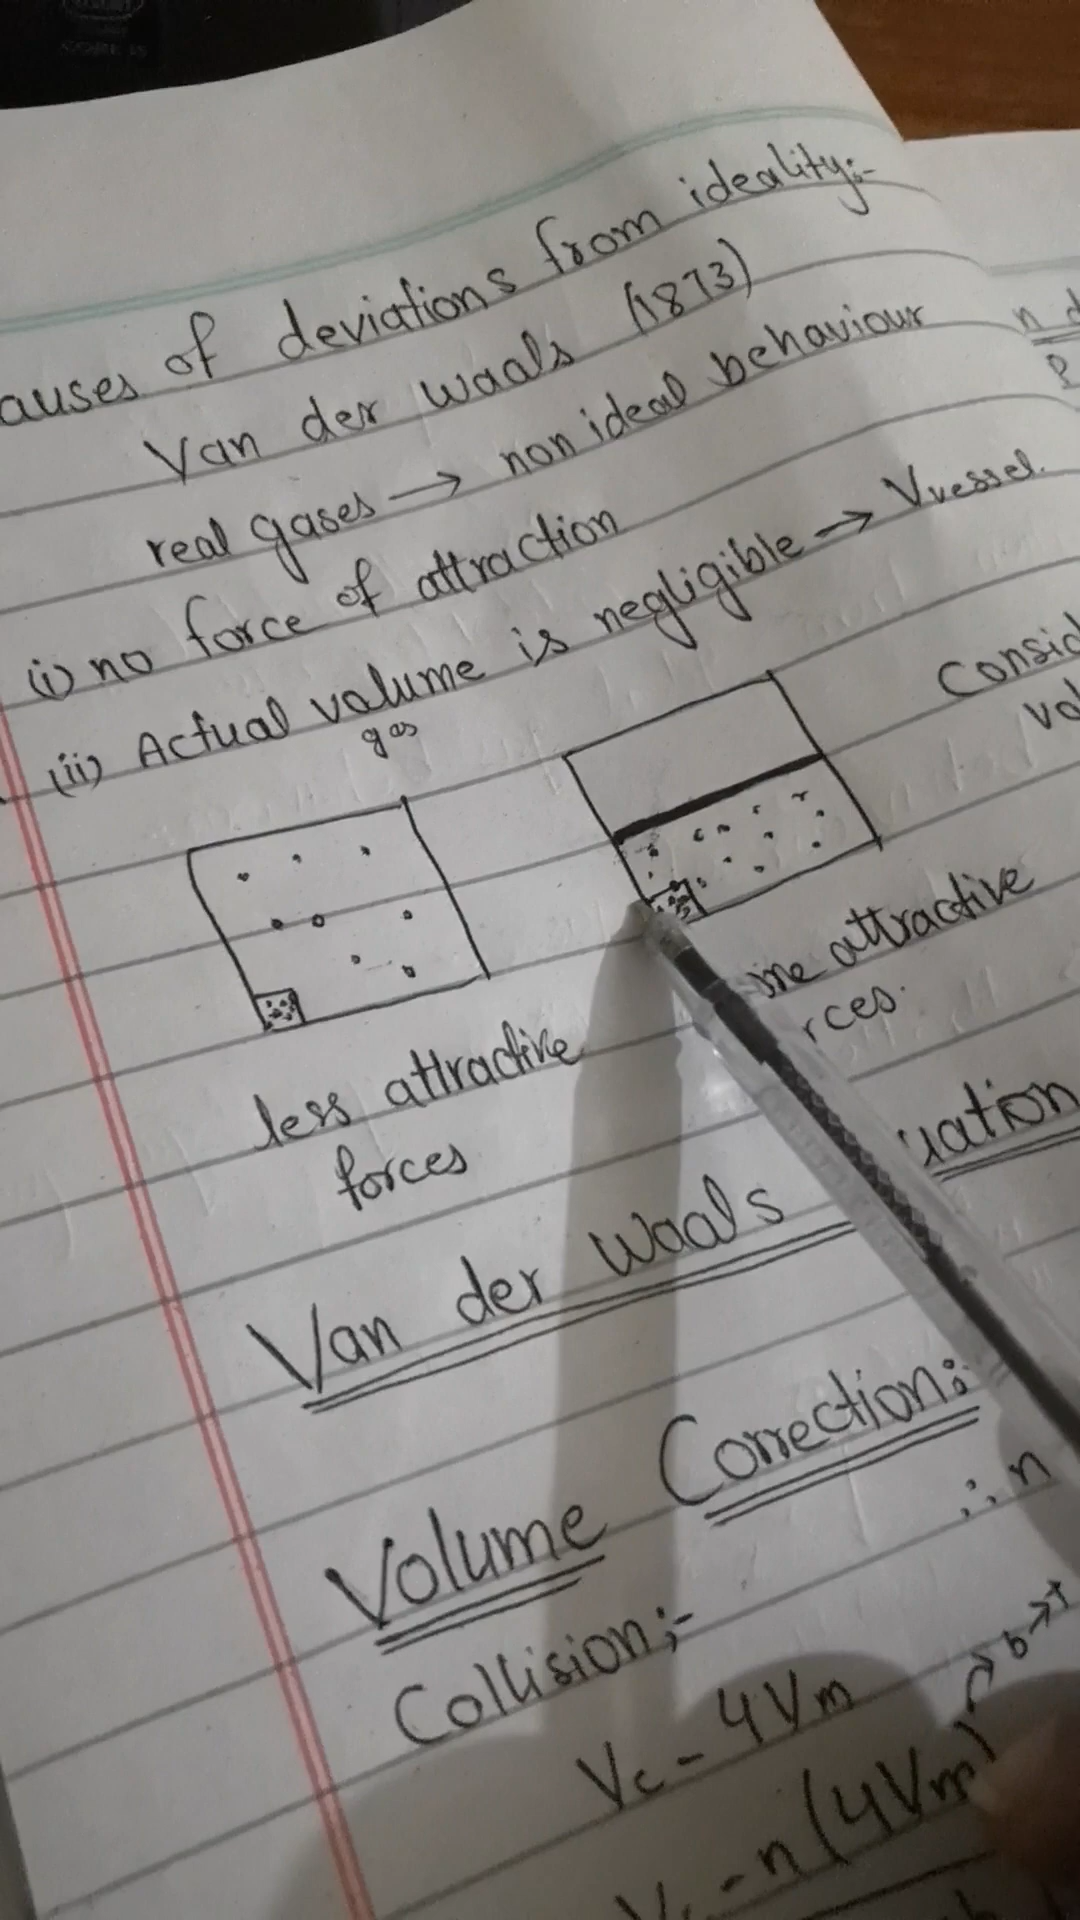 auses of deviations from ideality:-
Van der waals (1873)
real gases → non ideal behaviour
(i) no force of attraction
(ii) Actual volume is negligible → Vvessel.
gas
Consid
Vol
less attractive
forces
attractive
rces.
Van der waals uation
Volume Correction:
Collision:-
∴ n
Vc - 4Vm
- n (4Vm)